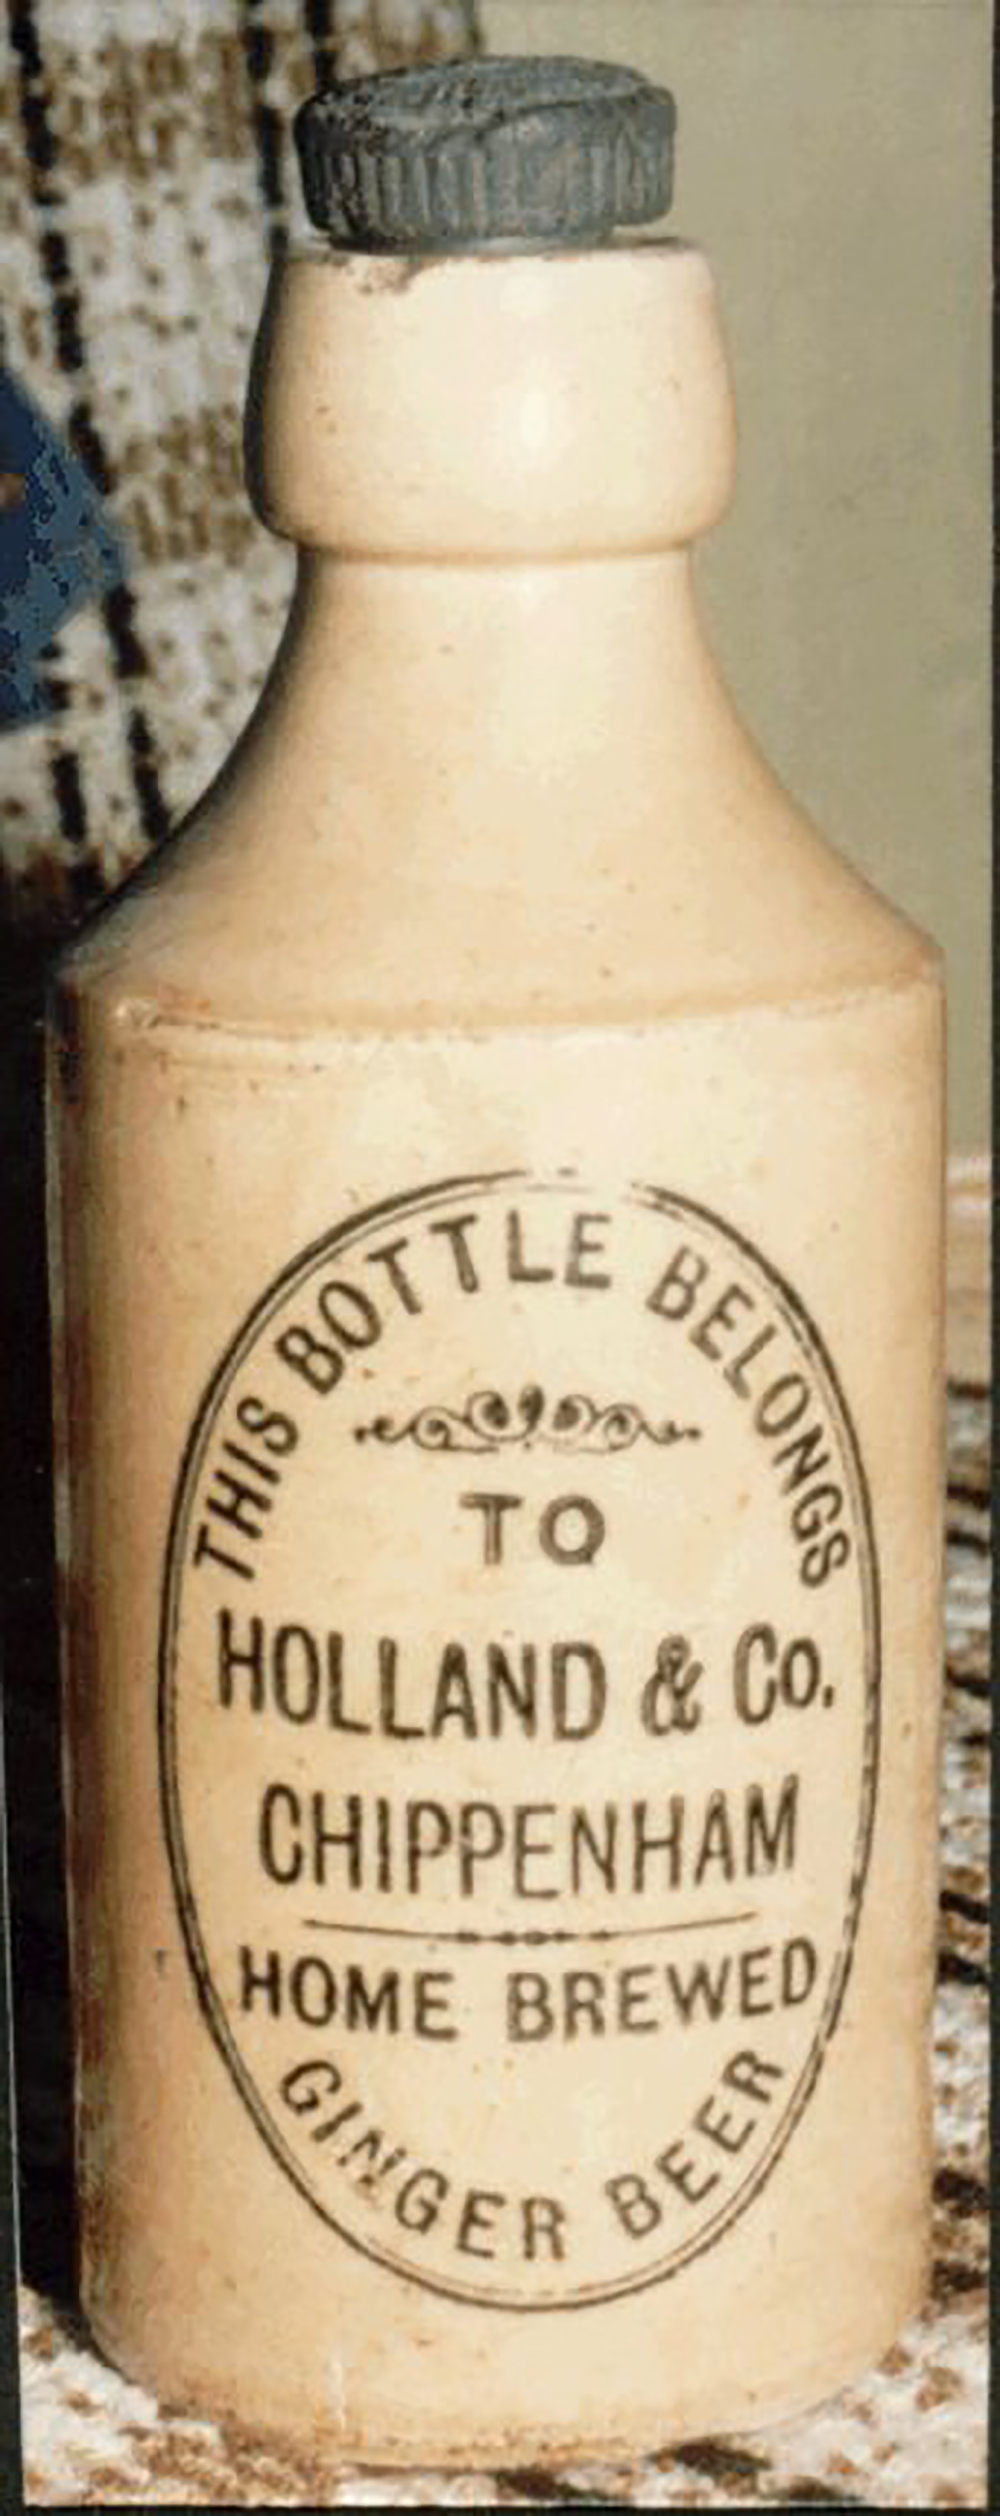 THIS BOTTLE BELONGS
TO
HOLLAND & Co.
CHIPPENHAM
HOME BREWED
GINGER BEER